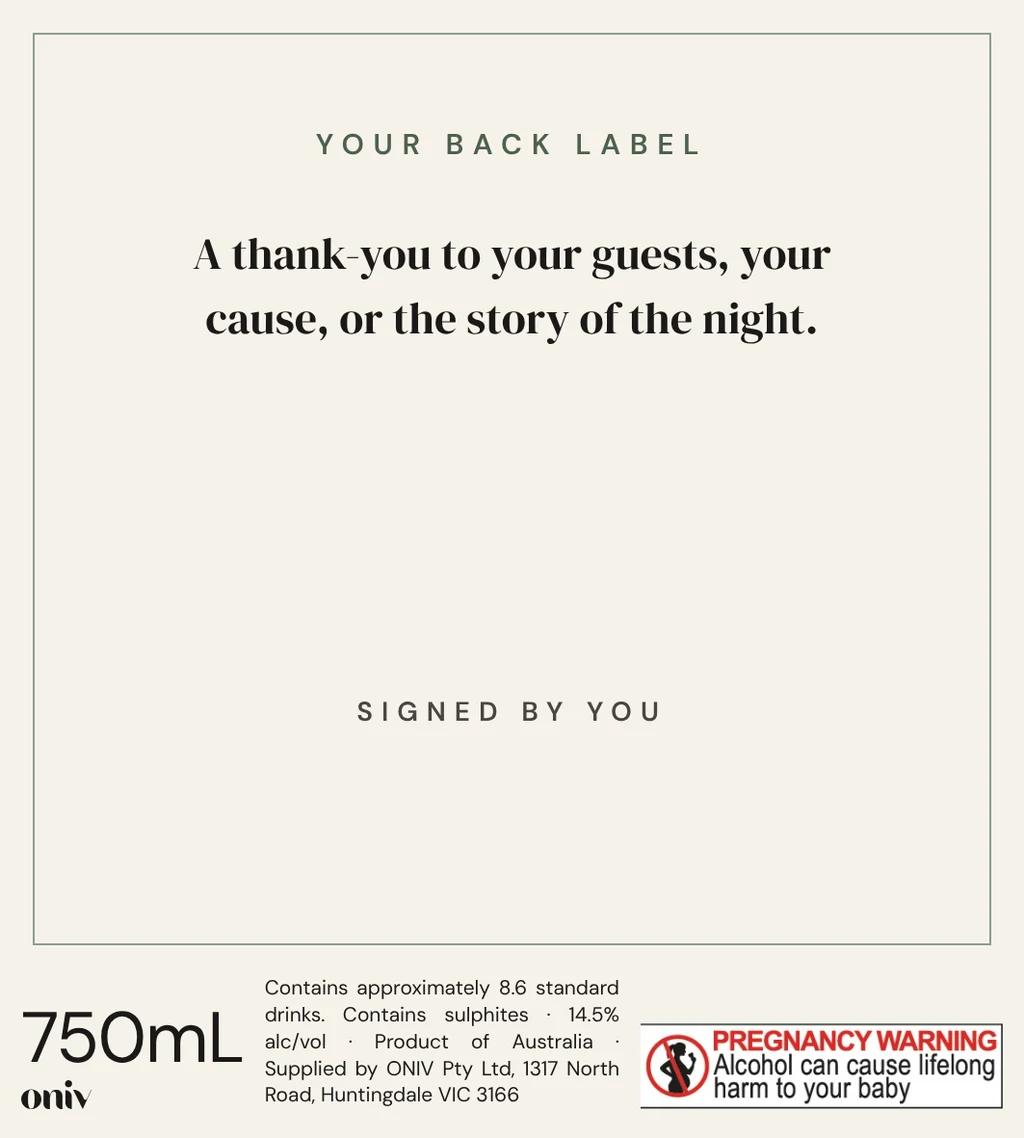 YOUR BACK LABEL
A thank-you to your guests, your
cause, or the story of the night.
SIGNED BY YOU
750mL
oniv
Contains approximately 8.6 standard
drinks. Contains sulphites · 14.5%
alc/vol · Product of Australia ·
Supplied by ONIV Pty Ltd, 1317 North
Road, Huntingdale VIC 3166
PREGNANCY WARNING
Alcohol can cause lifelong
harm to your baby